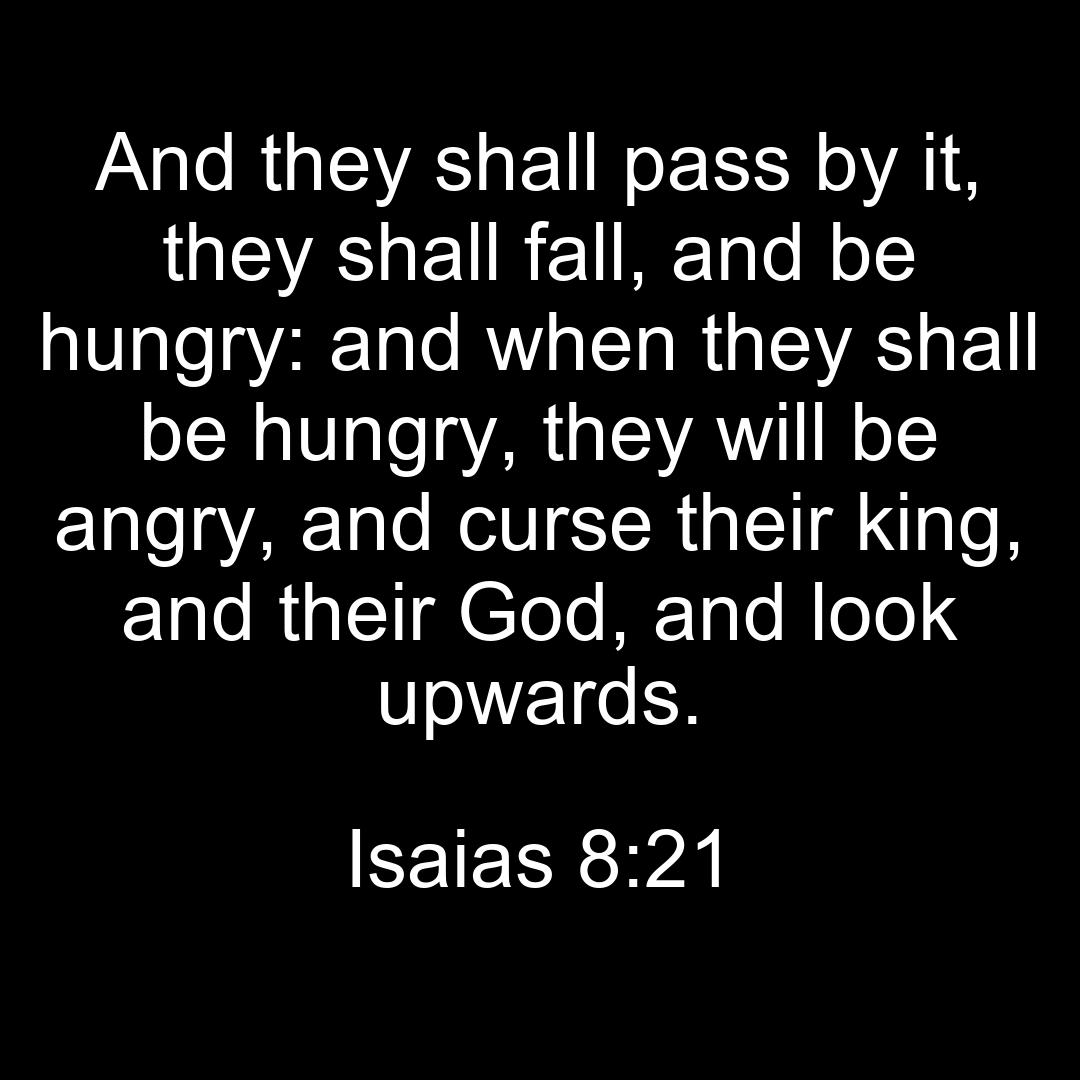 And they shall pass by it,
they shall fall, and be
hungry: and when they shall
be hungry, they will be
angry, and curse their king,
and their God, and look
upwards.
Isaias 8:21